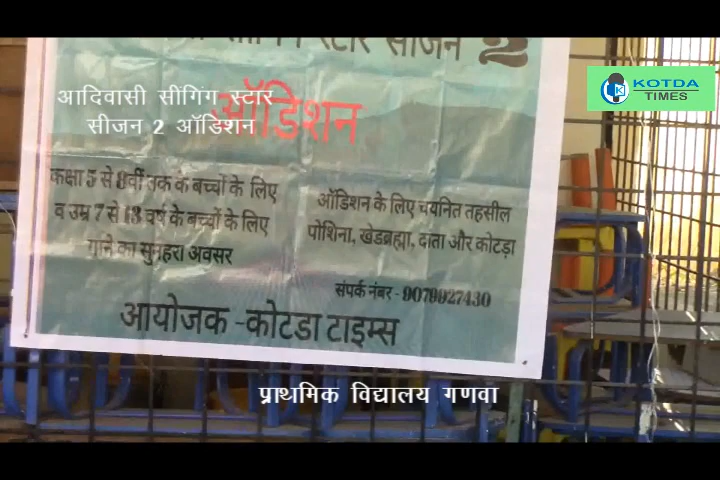 स्टार सीजन 2
KOTDA
TIMES
आदिवासी सींगिग स्टार
सीजन 2 ऑडिशन
ऑडिशन
कक्षा 5 से 8वीं तक के बच्चों के लिए
व उम्र 7 से 13 वर्ष के बच्चों के लिए
गाने का सुनहरा अवसर
ऑडिशन के लिए चयनित तहसील
पोशिना, खेडब्रह्मा, दाता और कोटड़ा
संपर्क नंबर - 9079927430
आयोजक -कोटडा टाइम्स
प्राथमिक विद्यालय गणवा